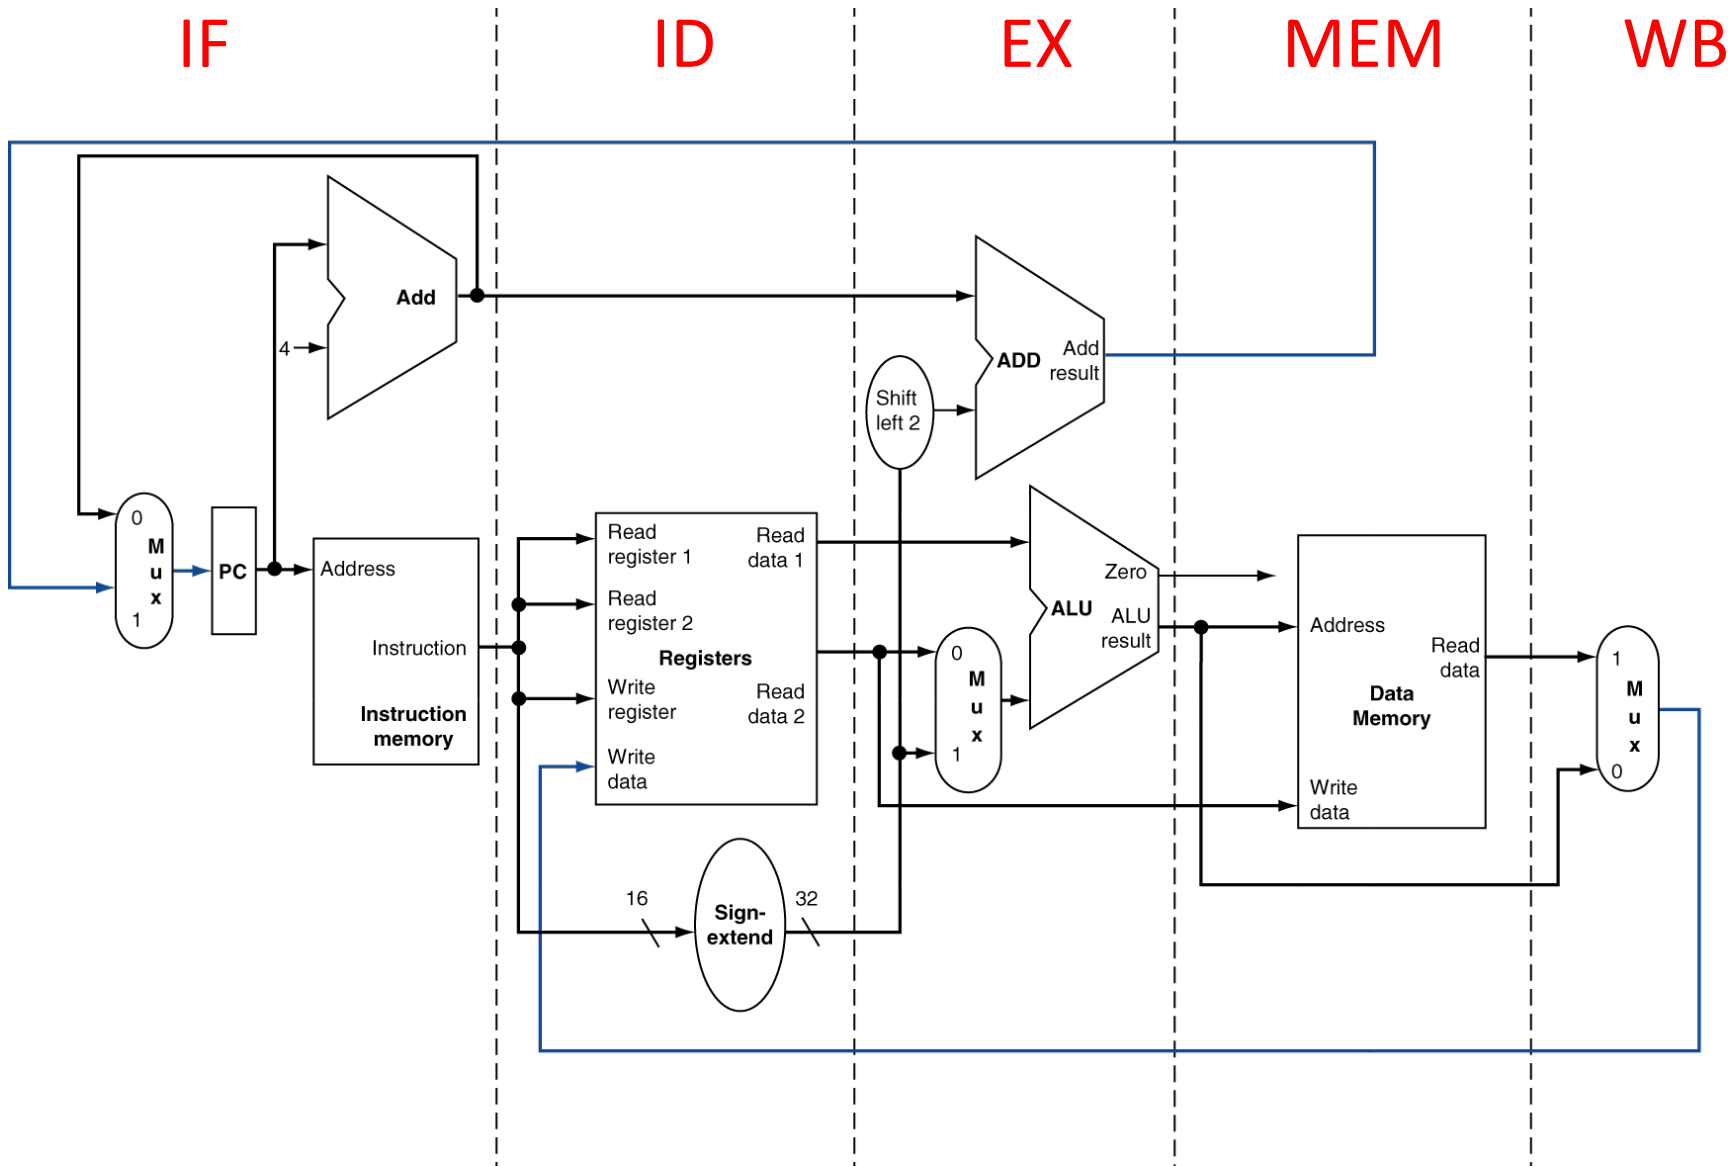 IF
ID
EX
MEM
WB
Add
4
ADD
Add
result
Shift
left 2
0
M
u
x
1
PC
Address
Instruction
Instruction
memory
Read
register 1
Read
data 1
Read
register 2
Registers
Write
register
Read
data 2
Write
data
16
Sign-
extend
32
0
M
u
x
1
Zero
ALU
ALU
result
Address
Read
data
Data
Memory
Write
data
1
M
u
x
0